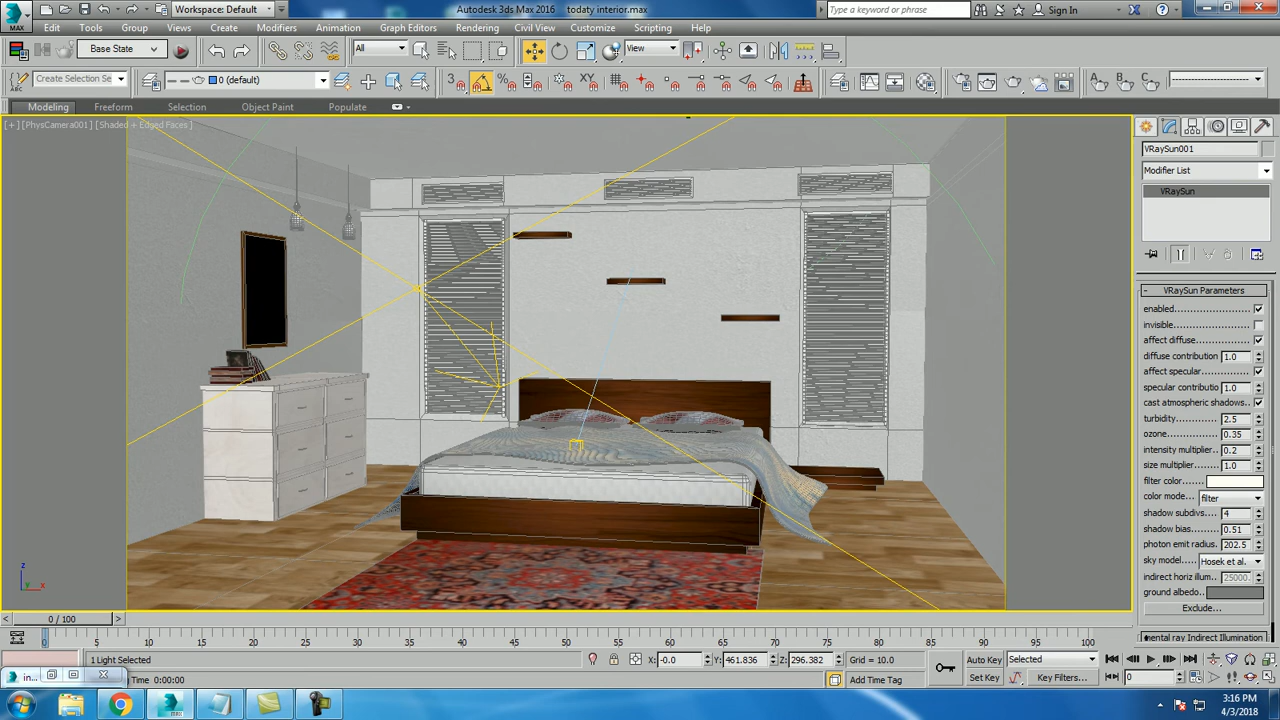 Workspace: Default
Autodesk 3ds Max 2016 todaty interior.max
Type a keyword or phrase
Sign In
MAX
Edit Tools Group Views Create Modifiers Animation Graph Editors Rendering Civil View Customize Scripting Help
Base State
All
View
Create Selection Se
0 (default)
Modeling Freeform Selection Object Paint Populate
[+] [PhysCamera001] [Shaded + Edged Faces]
VRaySun001
Modifier List
VRaySun
- VRaySun Parameters
enabled
invisible
affect diffuse
diffuse contribution 1.0
affect specular
specular contributio 1.0
cast atmospheric shadows
turbidity 2.5
ozone 0.35
intensity multiplier 0.2
size multiplier 1.0
filter color
color mode filter
shadow subdivs 4
shadow bias 0.51
photon emit radius 202.5
sky model Hosek et al.
indirect horiz illum 25000.
ground albedo
Exclude...
mental ray Indirect Illumination
z
y x
< 0 / 100 >
0 5 10 15 20 25 30 35 40 45 50 55 60 65 70 75 80 85 90 95 100
1 Light Selected
X: -0.0 Y: 461.836 Z: 296.382 Grid = 10.0
Auto Key Selected
in...
Time 0:00:00
Add Time Tag
Set Key Key Filters...
0
3:16 PM
4/3/2018